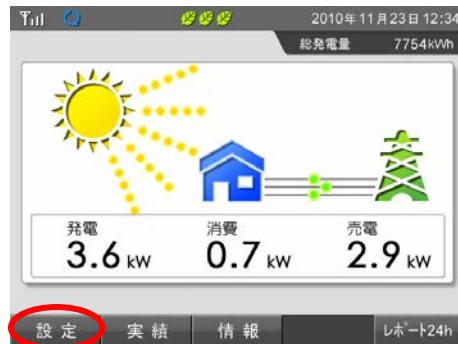 2010年11月23日 12:34
総発電量 7754kWh
発電 消費 売電
3.6 kW 0.7 kW 2.9 kW
設定 実績 情報 レポート24h